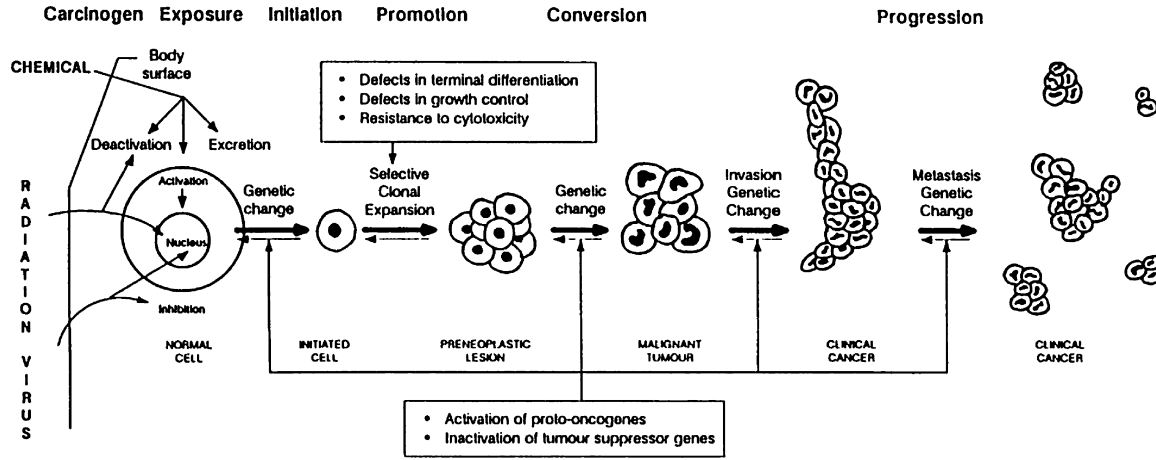 Carcinogen Exposure Initiation Promotion Conversion Progression
CHEMICAL
Body
surface
Deactivation
Excretion
Activation
Nucleus
Inhibition
RADIATION VIRUS
NORMAL
CELL
Genetic
change
INITIATED
CELL
• Defects in terminal differentiation
• Defects in growth control
• Resistance to cytotoxicity
Selective
Clonal
Expansion
PRENEOPLASTIC
LESION
Genetic
change
MALIGNANT
TUMOUR
Invasion
Genetic
Change
CLINICAL
CANCER
Metastasis
Genetic
Change
CLINICAL
CANCER
• Activation of proto-oncogenes
• Inactivation of tumour suppressor genes